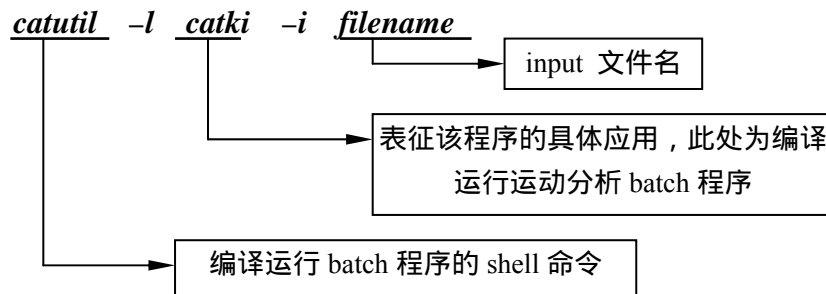 catutil –l catki –i filename
input 文件名
表征该程序的具体应用，此处为编译
运行运动分析 batch 程序
编译运行 batch 程序的 shell 命令